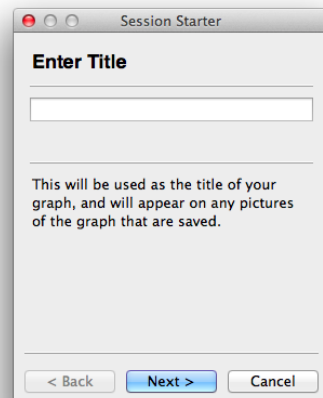 Session Starter
Enter Title
This will be used as the title of your
graph, and will appear on any pictures
of the graph that are saved.
< Back Next > Cancel